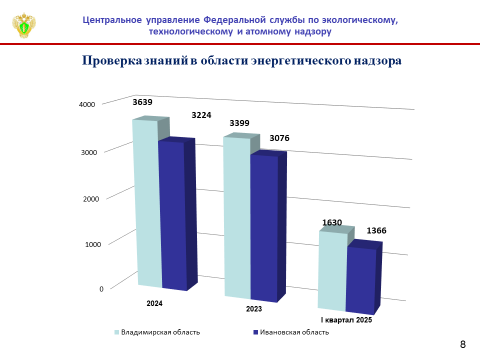 Центральное управление Федеральной службы по экологическому,
технологическому и атомному надзору
Проверка знаний в области энергетического надзора
4000
3000
2000
1000
0
3639
3224
3399
3076
1630
1366
2024
2023
I квартал 2025
Владимирская область
Ивановская область
8